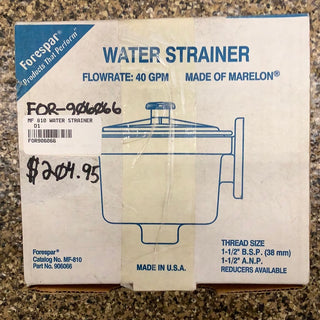 Forespar®
"Products That Perform"
WATER STRAINER
FLOWRATE: 40 GPM MADE OF MARELON®
FOR-906066
MF 810 WATER STRAINER
01
FOR906066
$204.95
THREAD SIZE
1-1/2" B.S.P. (38 mm)
1-1/2" A.N.P.
REDUCERS AVAILABLE
Forespar®
Catalog No. MF-810
Part No. 906066
MADE IN U.S.A.